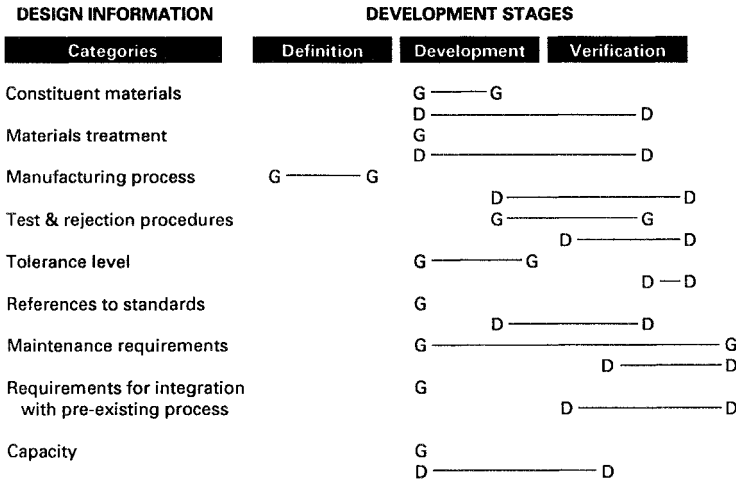 DESIGN INFORMATION DEVELOPMENT STAGES
Categories Definition Development Verification
Constituent materials G G
D D
Materials treatment G
D D
Manufacturing process G G
D D
Test & rejection procedures G G
D D
Tolerance level G G
D D
References to standards G
D D
Maintenance requirements G G
D D
Requirements for integration G
with pre-existing process D D
Capacity G
D D